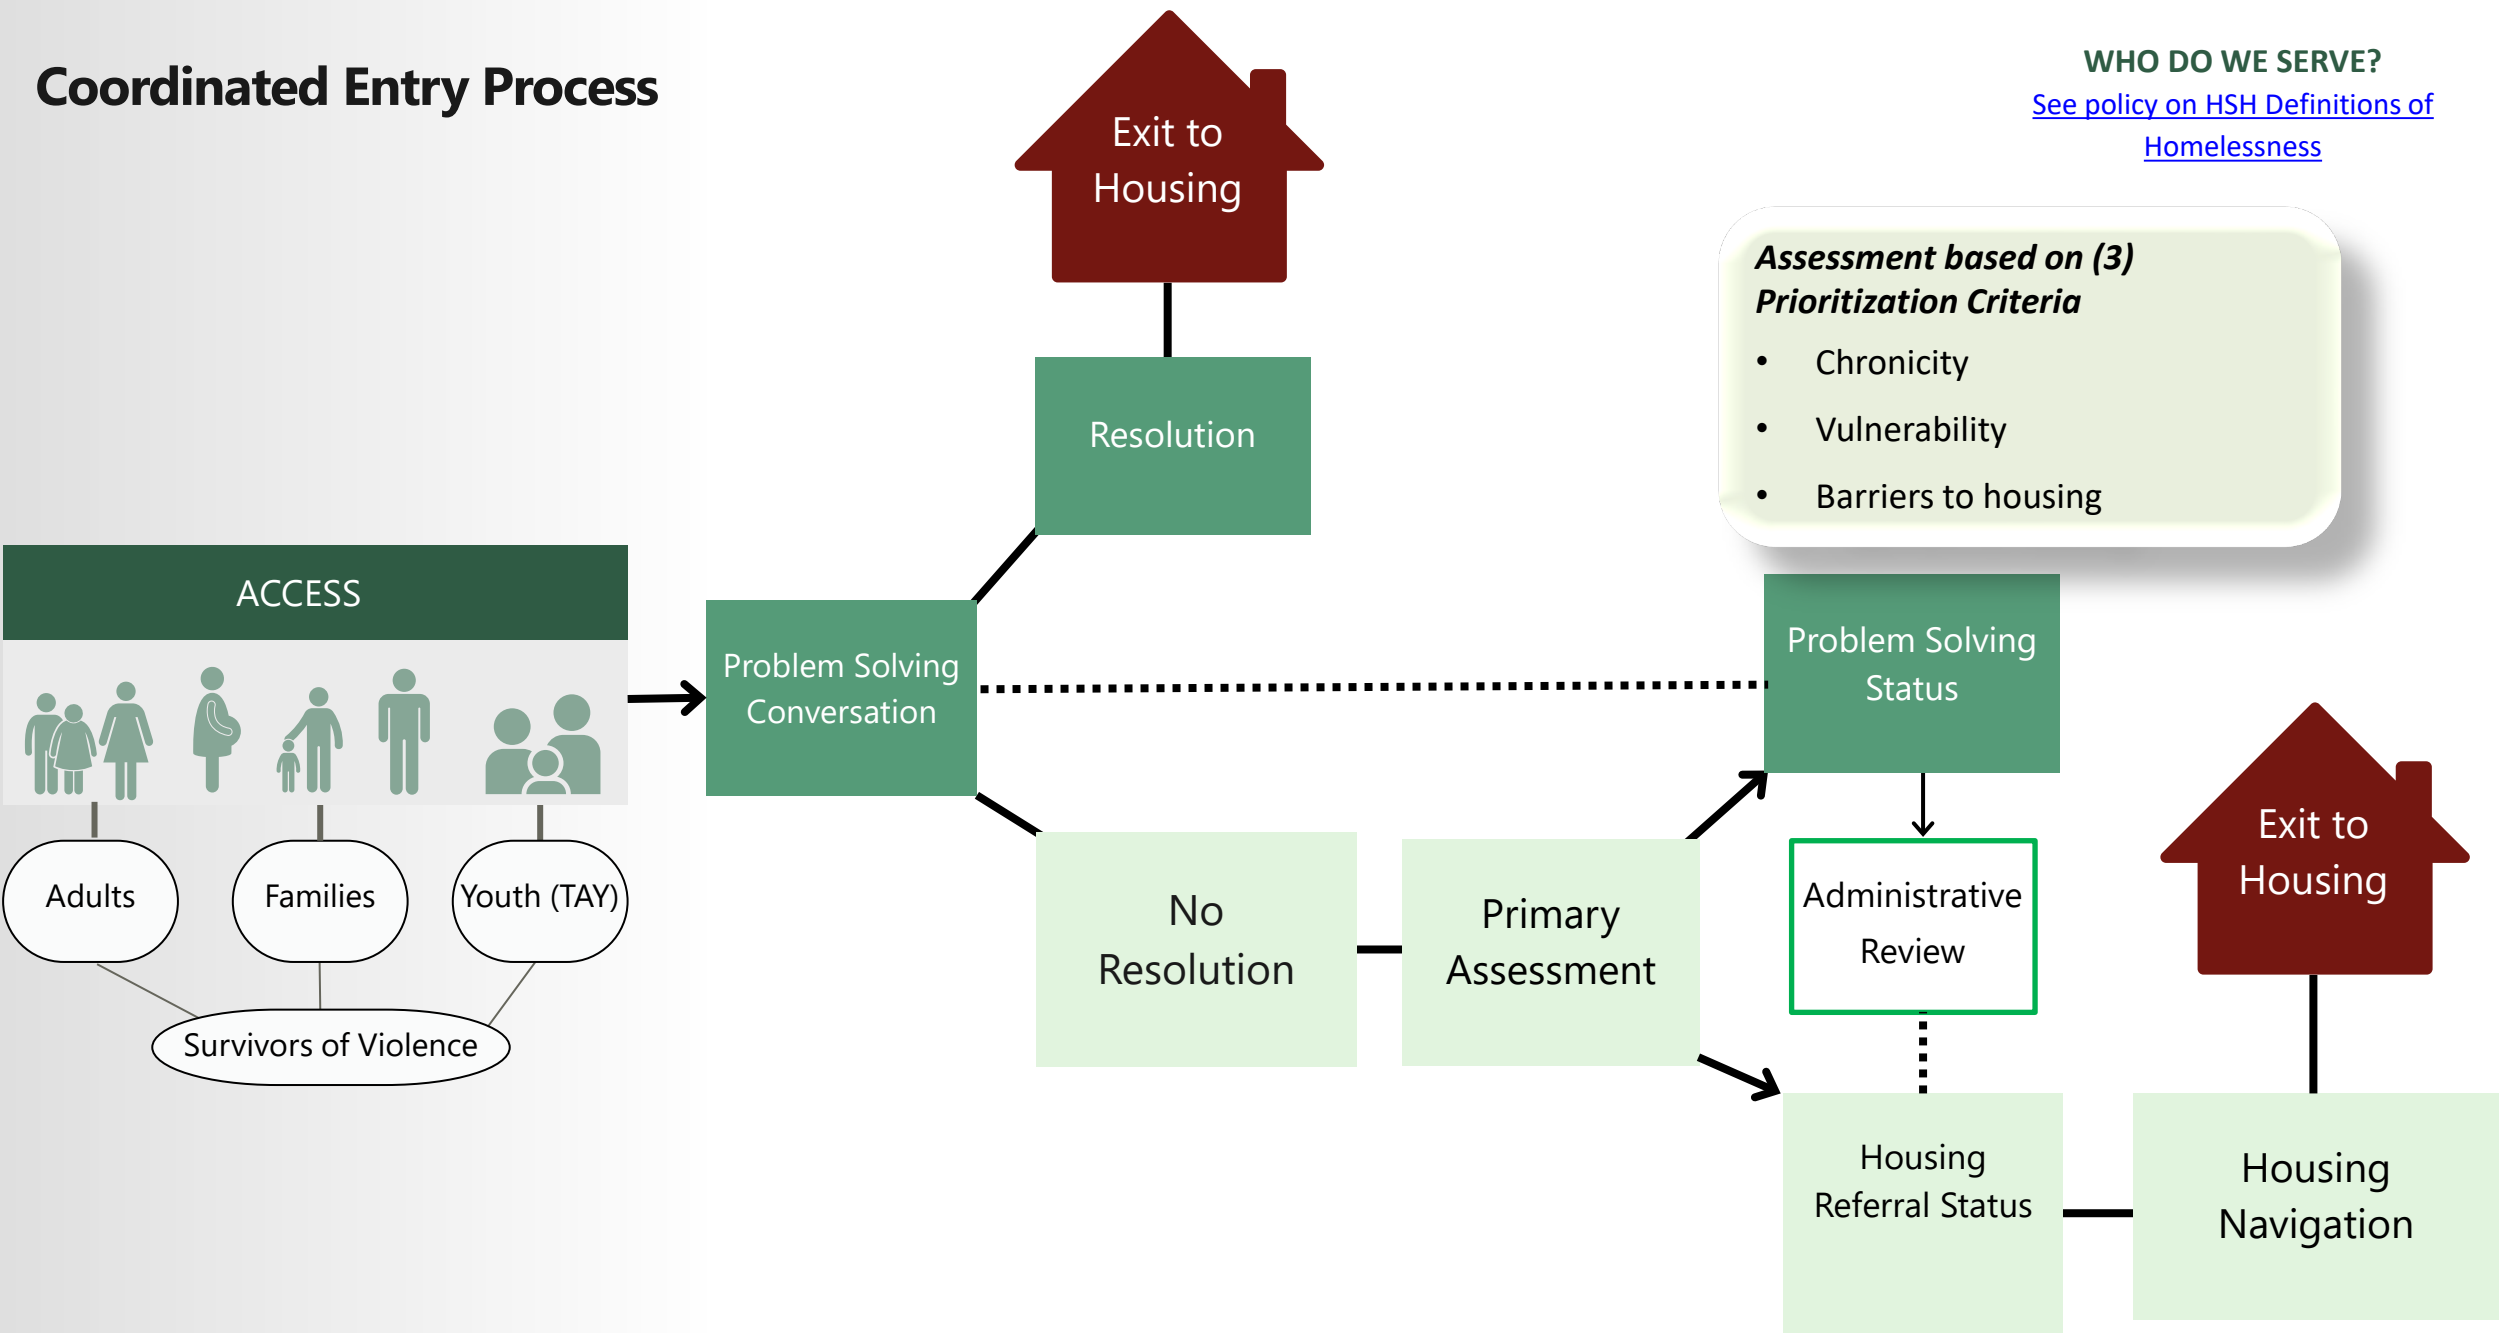 Coordinated Entry Process
WHO DO WE SERVE?
See policy on HSH Definitions of
Homelessness
Exit to
Housing
Assessment based on (3)
Prioritization Criteria
• Chronicity
• Vulnerability
• Barriers to housing
Resolution
ACCESS
Problem Solving
Conversation
Problem Solving
Status
Adults
Families
Youth (TAY)
Survivors of Violence
No
Resolution
Primary
Assessment
Administrative
Review
Exit to
Housing
Housing
Referral Status
Housing
Navigation